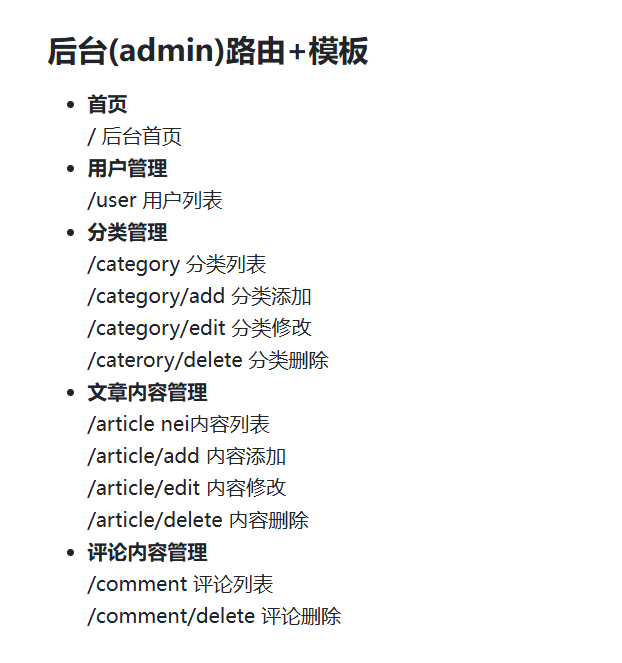 后台(admin)路由+模板
首页
/ 后台首页
用户管理
/user 用户列表
分类管理
/category 分类列表
/category/add 分类添加
/category/edit 分类修改
/caterory/delete 分类删除
文章内容管理
/article nei内容列表
/article/add 内容添加
/article/edit 内容修改
/article/delete 内容删除
评论内容管理
/comment 评论列表
/comment/delete 评论删除